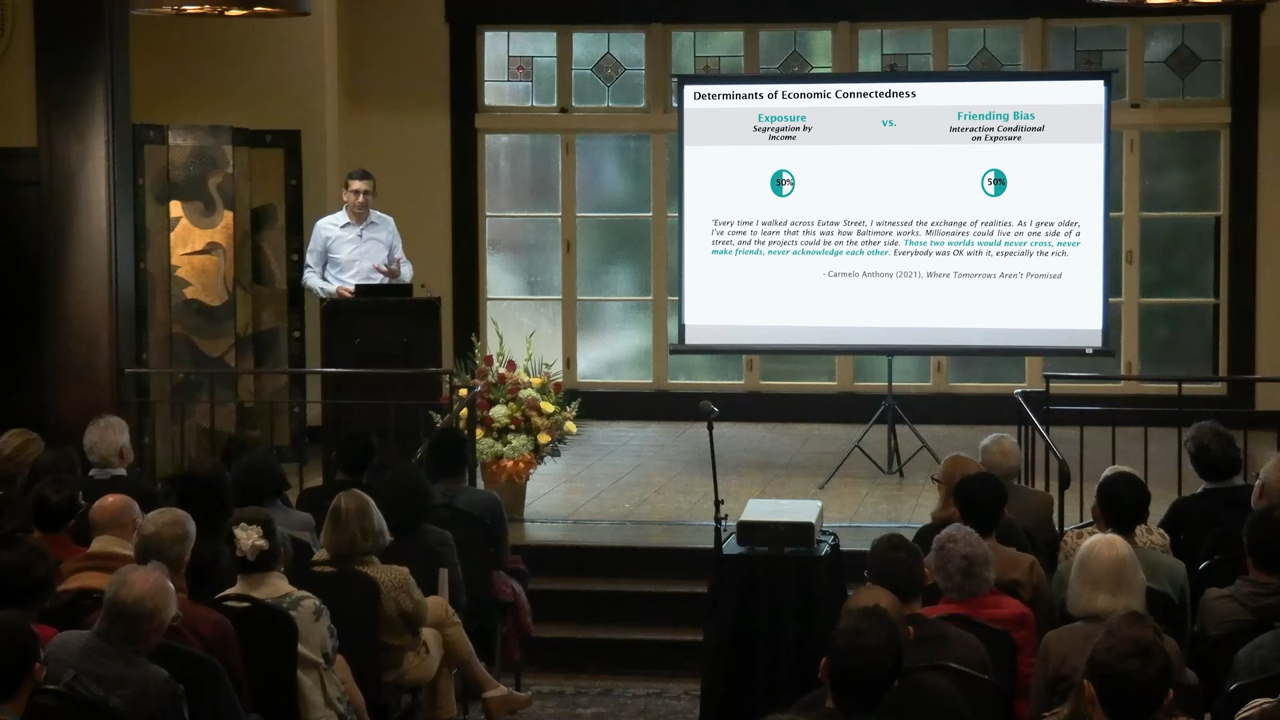 Determinants of Economic Connectedness
Exposure
Segregation by
Income
vs.
Friending Bias
Interaction Conditional
on Exposure
50%
50%
"Every time I walked across Eutaw Street, I witnessed the exchange of realities. As I grew older,
I've come to learn that this was how Baltimore works. Millionaires could live on one side of a
street, and the projects could be on the other side. Those two worlds would never cross, never
make friends, never acknowledge each other. Everybody was OK with it, especially the rich.
- Carmelo Anthony (2021), Where Tomorrows Aren't Promised